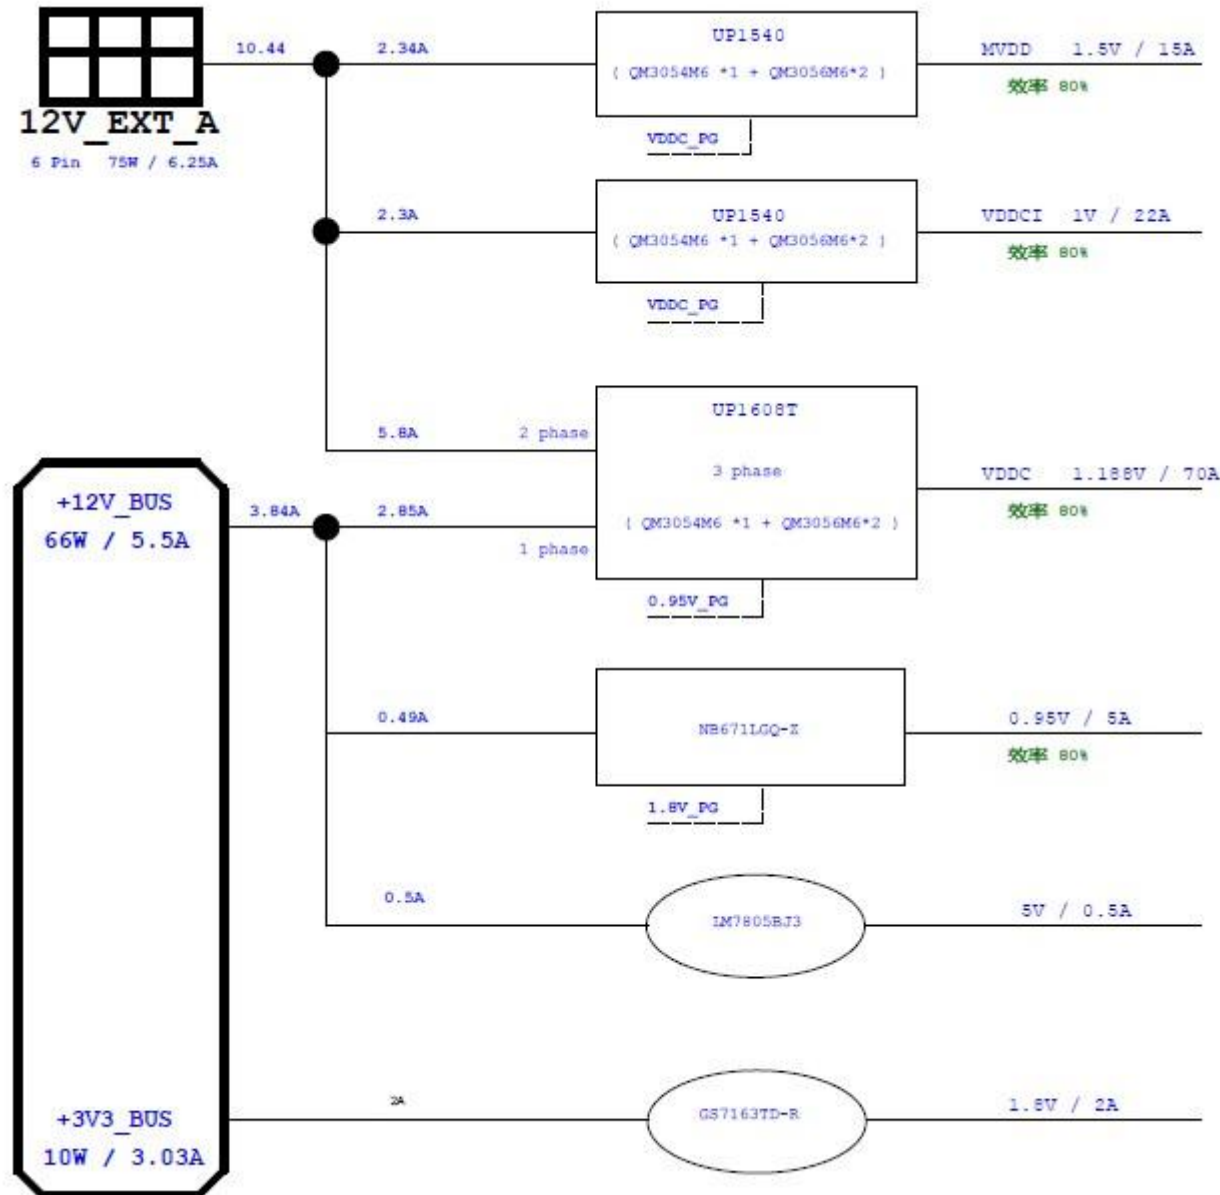 10.44
2.34A
UP1540
( QM3054M6 *1 + QM3056M6*2 )
MVDD 1.5V / 15A
效率 80%
12V_EXT_A
6 Pin 75W / 6.25A
VDDC_PG
2.3A
UP1540
( QM3054M6 *1 + QM3056M6*2 )
VDDCI 1V / 22A
效率 80%
VDDC_PG
5.8A
2 phase
UP1608T
3 phase
( QM3054M6 *1 + QM3056M6*2 )
VDDC 1.188V / 70A
效率 80%
+12V_BUS
66W / 5.5A
3.84A
2.85A
1 phase
0.95V_PG
0.49A
NB671LGQ-Z
0.95V / 5A
效率 80%
1.8V_PG
0.5A
LM7805BJ3
5V / 0.5A
+3V3_BUS
10W / 3.03A
2A
GS7163TD-R
1.8V / 2A